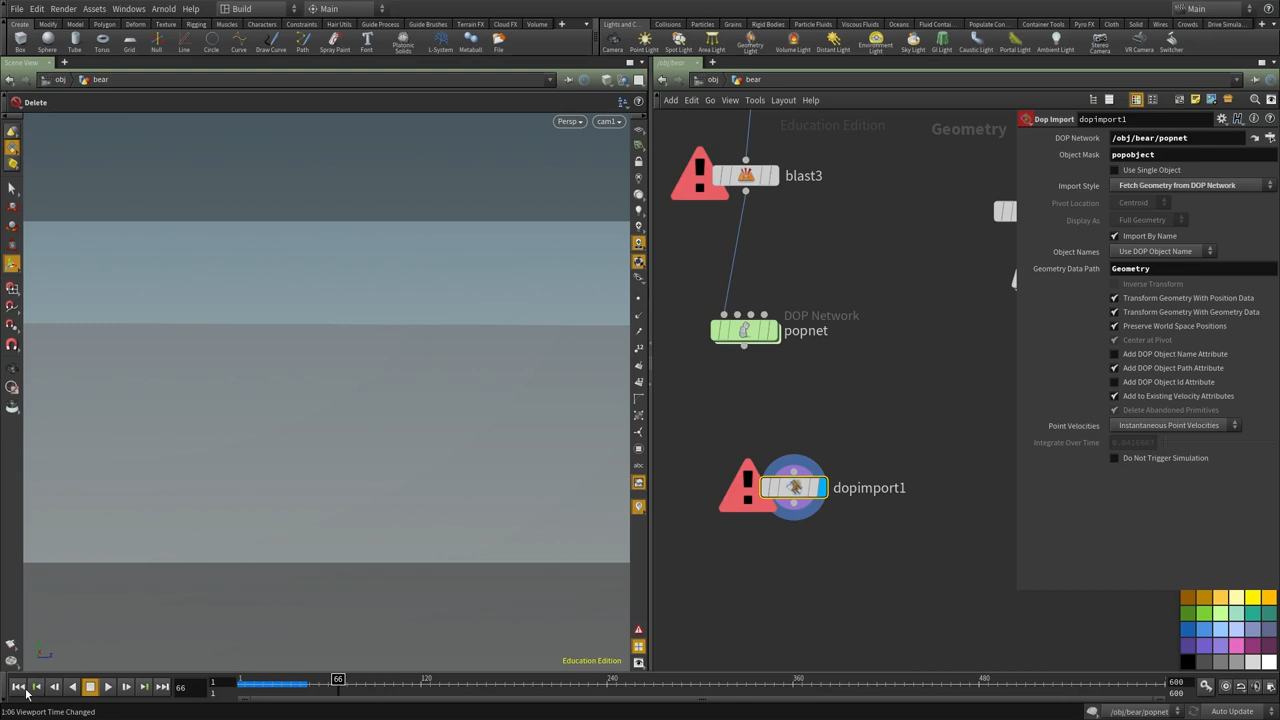 File Edit Render Assets Windows Arnold Help Build Main Main
Create Modify Model Polygon Deform Texture Rigging Muscles Characters Constraints Hair Utils Guide Process Guide Brushes Terrain FX Cloud FX Volume
Lights and C... Collisions Particles Grains Rigid Bodies Particle Fluids Viscous Fluids Oceans Fluid Contai... Populate Con... Container Tools Pyro FX Cloth Solid Wires Crowds Drive Simula...
Box Sphere Tube Torus Grid Null Line Circle Curve Draw Curve Path Spray Paint Font Platonic Solids L-System Metaball File
Camera Point Light Spot Light Area Light Geometry Light Volume Light Distant Light Environment Light Sky Light GI Light Caustic Light Portal Light Ambient Light Stereo Camera VR Camera Switcher
Scene View
/obj/bear
obj bear
obj bear
Delete
Add Edit Go View Tools Layout Help
Persp cam1
Education Edition
Geometry
blast3
DOP Network
popnet
dopimport1
Dop Import dopimport1
DOP Network /obj/bear/popnet
Object Mask popobject
Use Single Object
Import Style Fetch Geometry from DOP Network
Pivot Location Centroid
Display As Full Geometry
Import By Name
Object Names Use DOP Object Name
Geometry Data Path Geometry
Inverse Transform
Transform Geometry With Position Data
Transform Geometry With Geometry Data
Preserve World Space Positions
Center at Pivot
Add DOP Object Name Attribute
Add DOP Object Path Attribute
Add DOP Object Id Attribute
Add to Existing Velocity Attributes
Delete Abandoned Primitives
Point Velocities Instantaneous Point Velocities
Integrate Over Time 0.0416667
Do Not Trigger Simulation
abc
Education Edition
66
1
1
1 66 120 240 360 480
600
600
1:06 Viewport Time Changed
/obj/bear/popnet
Auto Update